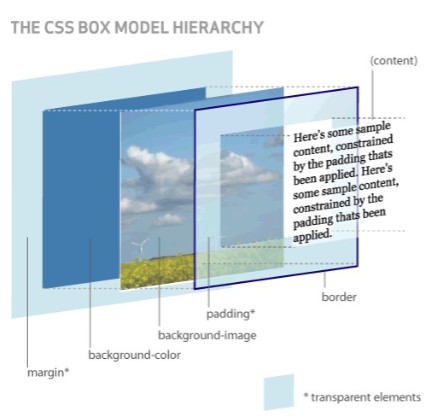 THE CSS BOX MODEL HIERARCHY
(content)
Here's some sample
content, constrained
by the padding thats
been applied. Here's
some sample content,
constrained by the
padding thats been
applied.
border
padding*
background-image
background-color
margin*
* transparent elements